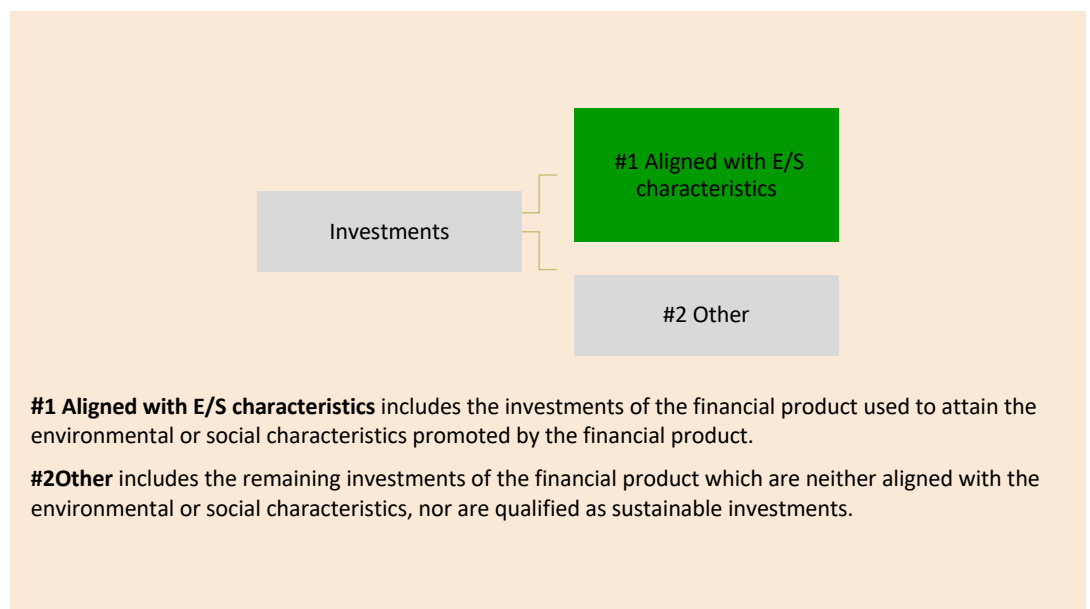 #1 Aligned with E/S
characteristics
Investments
#2 Other
#1 Aligned with E/S characteristics includes the investments of the financial product used to attain the
environmental or social characteristics promoted by the financial product.
#2Other includes the remaining investments of the financial product which are neither aligned with the
environmental or social characteristics, nor are qualified as sustainable investments.